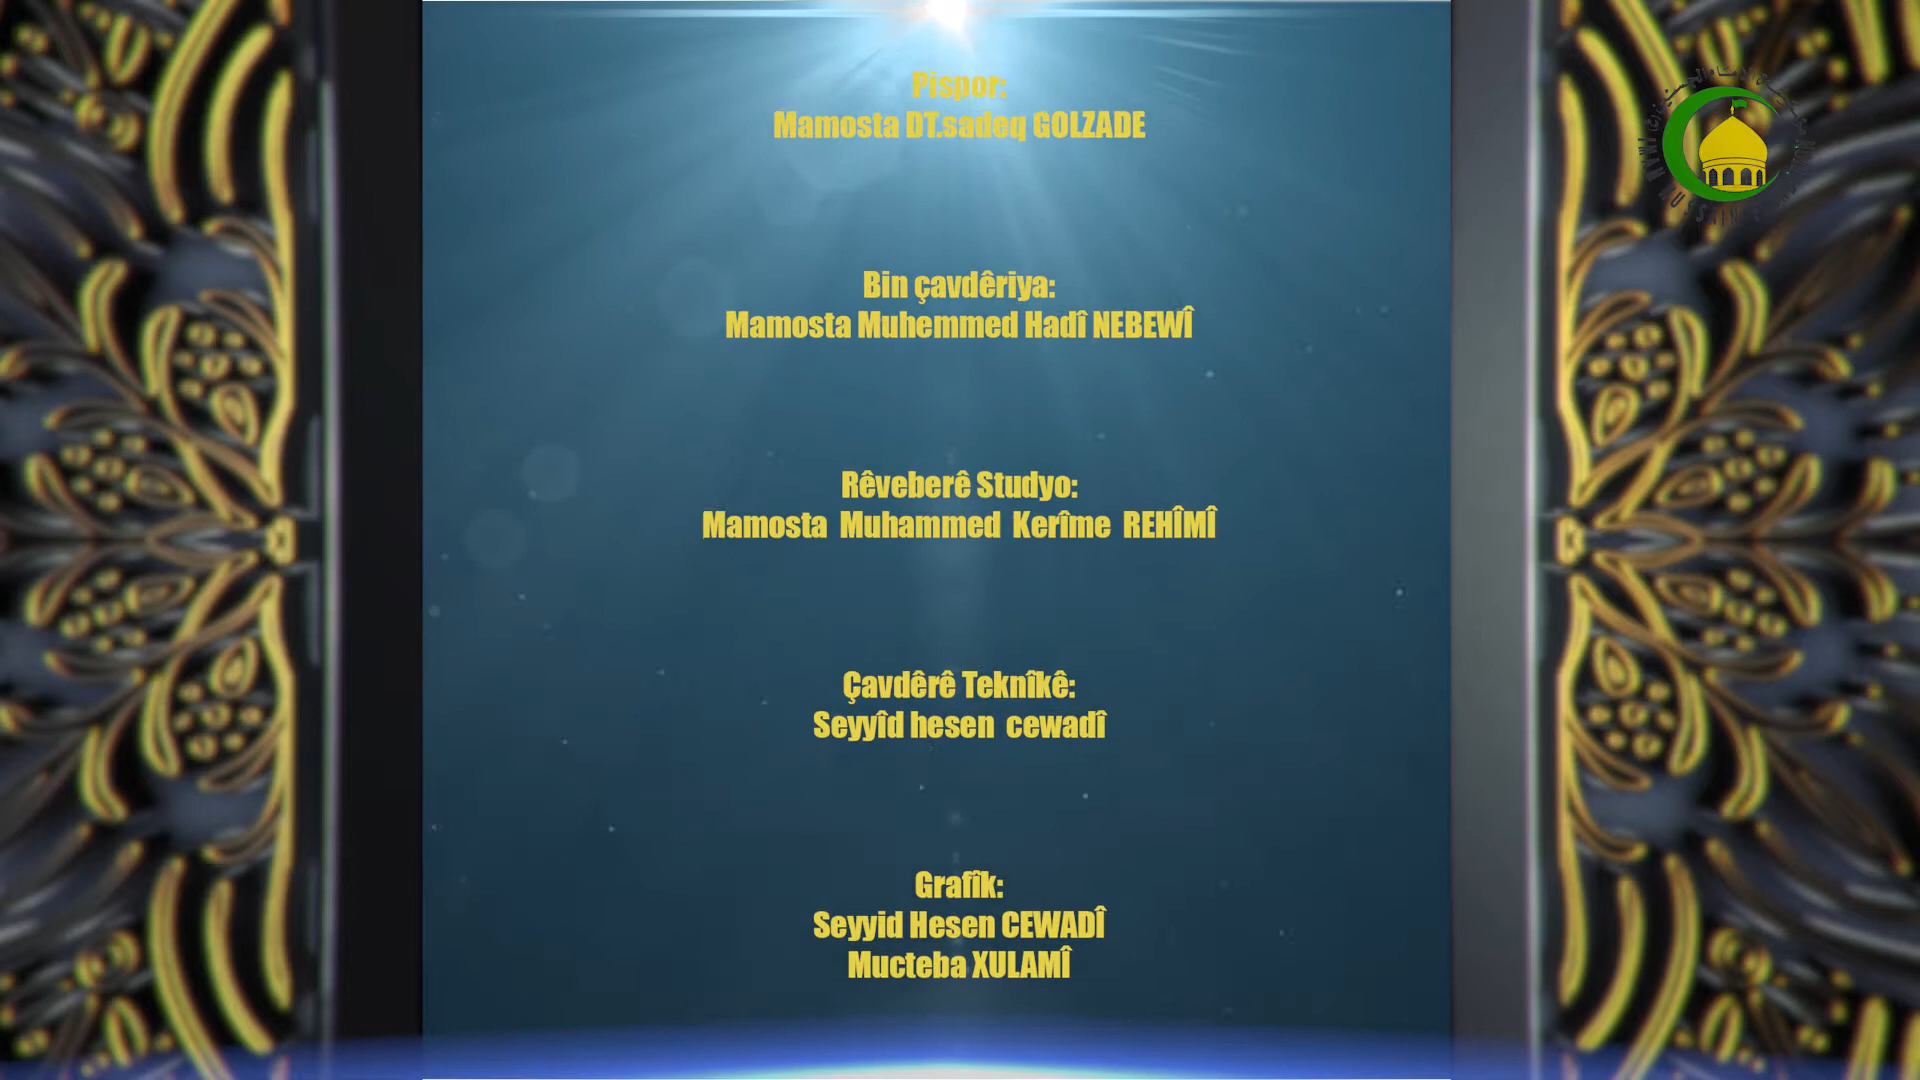 Pispor:
Mamosta DT.sadeq GOLZADE
Bin çavdêriya:
Mamosta Muhemmed Hadî NEBEWÎ
Rêveberê Studyo:
Mamosta Muhammed Kerîme REHÎMÎ
Çavdêrê Teknîkê:
Seyyîd hesen cewadî
Grafîk:
Seyyid Hesen CEWADÎ
Mucteba XULAMÎ